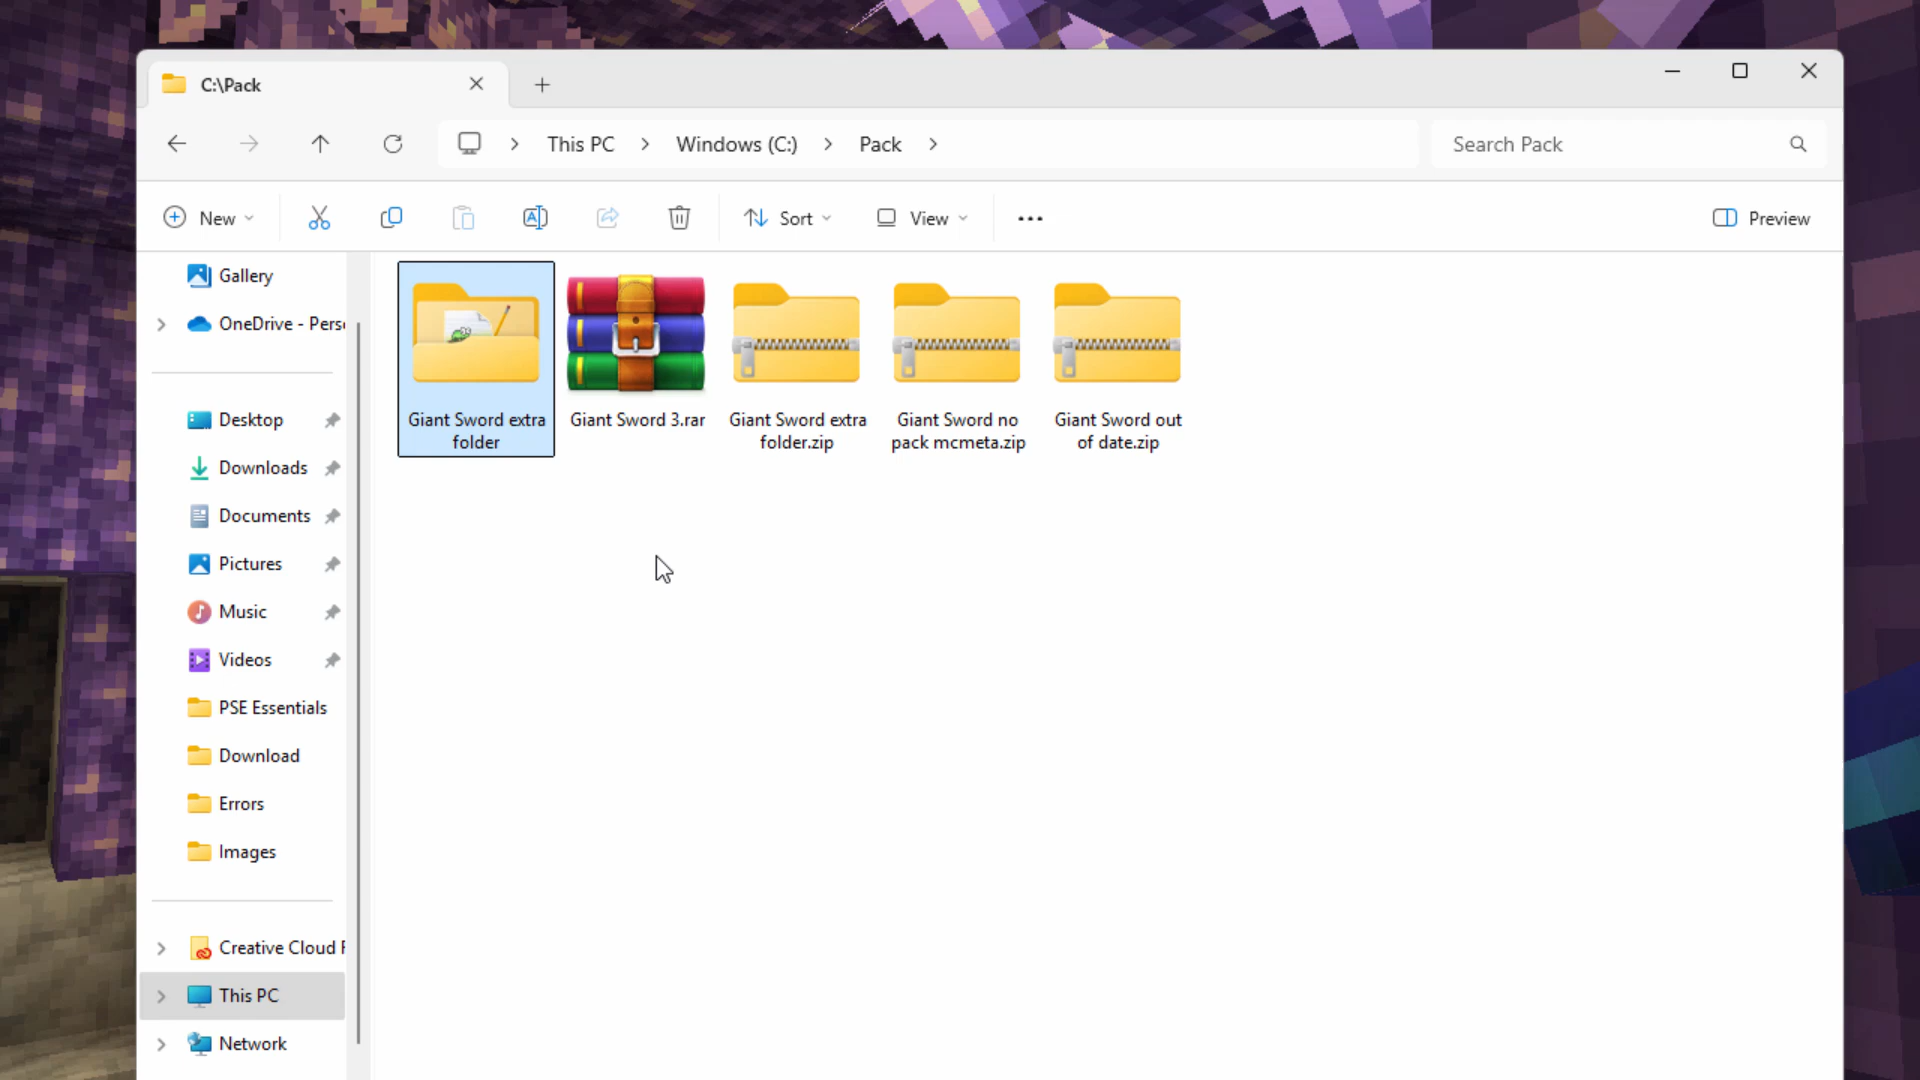 C:\Pack
This PC
Windows (C:)
Pack
Search Pack
New
Sort
View
Preview
Gallery
OneDrive - Pers
Desktop
Downloads
Documents
Pictures
Music
Videos
PSE Essentials
Download
Errors
Images
Creative Cloud F
This PC
Network
Giant Sword extra
folder
Giant Sword 3.rar
Giant Sword extra
folder.zip
Giant Sword no
pack mcmeta.zip
Giant Sword out
of date.zip